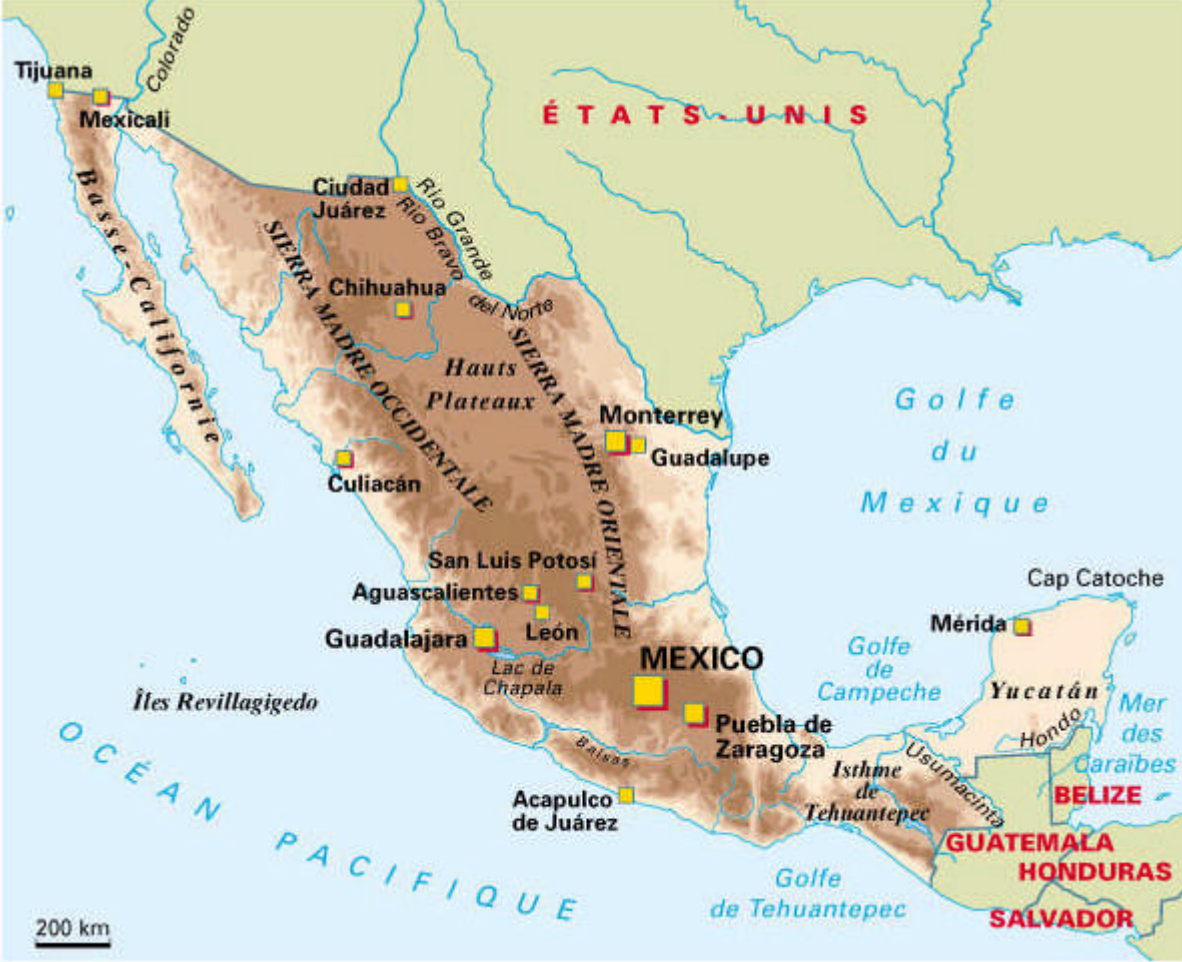 Colorado
Tijuana
Mexicali
ÉTATS-UNIS
Ciudad
Juárez
Río Grande
Río Bravo
del Norte
Basse-Californie
SIERRA MADRE OCCIDENTALE
Chihuahua
SIERRA MADRE ORIENTALE
Hauts
Plateaux
Golfe
du
Mexique
Monterrey
Guadalupe
Culiacán
San Luis Potosí
Aguascalientes
León
Guadalajara
Lac de
Chapala
MEXICO
Puebla de
Zaragoza
Cap Catoche
Mérida
Golfe
de
Campeche
Yucatán
Hondo
Mer
des
Caraïbes
Îles Revillagigedo
OCÉAN PACIFIQUE
Balsas
Acapulco
de Juárez
Isthme
de
Tehuantepec
Usumacinta
BELIZE
GUATEMALA
HONDURAS
SALVADOR
Golfe
de Tehuantepec
200 km